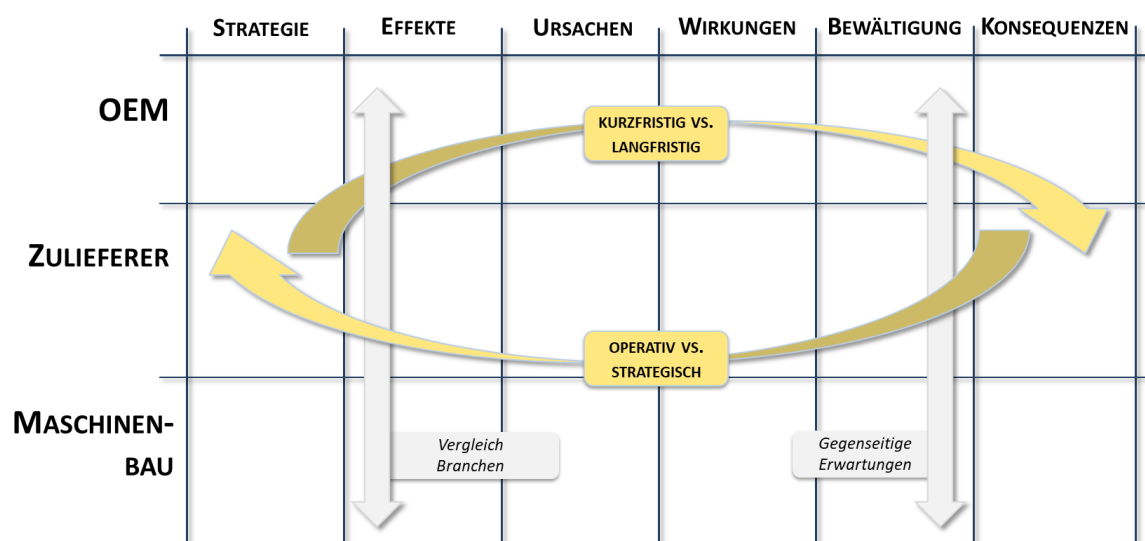 Strategie
Effekte
Ursachen
Wirkungen
Bewältigung
Konsequenzen
OEM
kurzfristig vs.
langfristig
Zulieferer
operativ vs.
strategisch
Maschinen-
bau
Vergleich
Branchen
Gegenseitige
Erwartungen